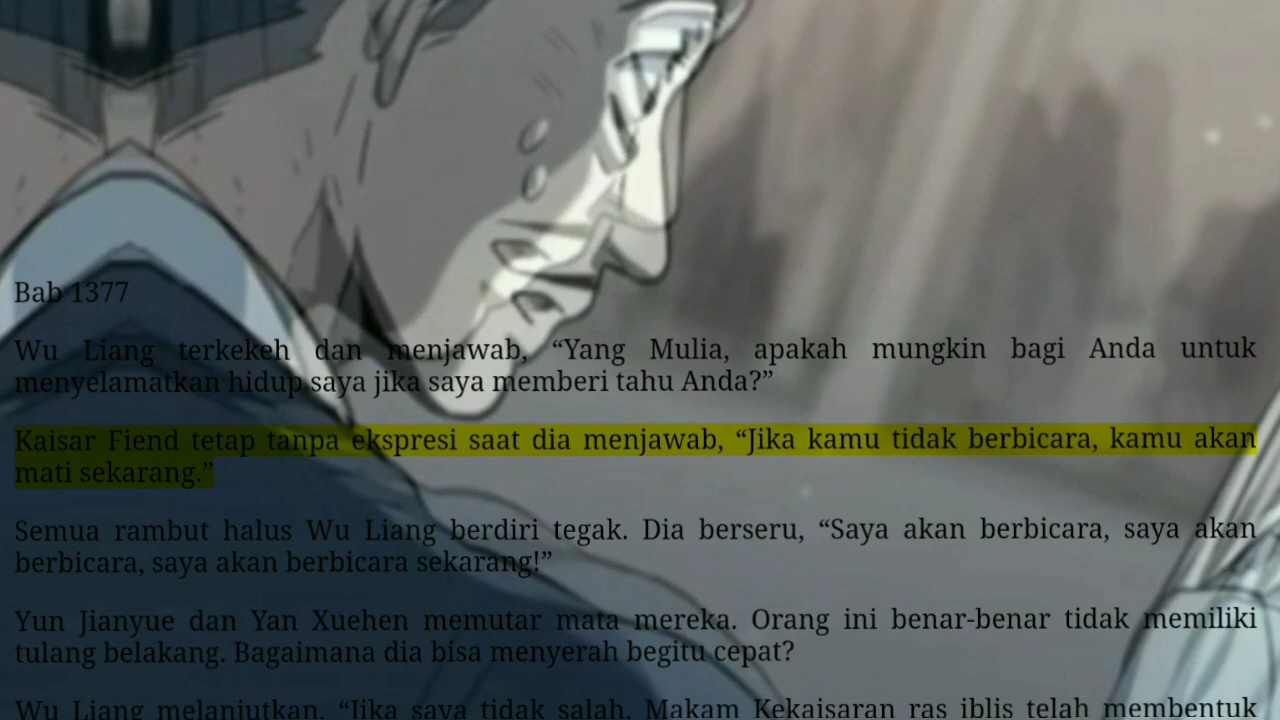 Bab 1377
Wu Liang terkekeh dan menjawab, “Yang Mulia, apakah mungkin bagi Anda untuk
menyelamatkan hidup saya jika saya memberi tahu Anda?”
Kaisar Fiend tetap tanpa ekspresi saat dia menjawab, “Jika kamu tidak berbicara, kamu akan
mati sekarang.”
Semua rambut halus Wu Liang berdiri tegak. Dia berseru, “Saya akan berbicara, saya akan
berbicara, saya akan berbicara sekarang!”
Yun Jianyue dan Yan Xuehen memutar mata mereka. Orang ini benar-benar tidak memiliki
tulang belakang. Bagaimana dia bisa menyerah begitu cepat?
Wu Liang melanjutkan, “Jika saya tidak salah, Makam Kekaisaran ras iblis telah membentuk